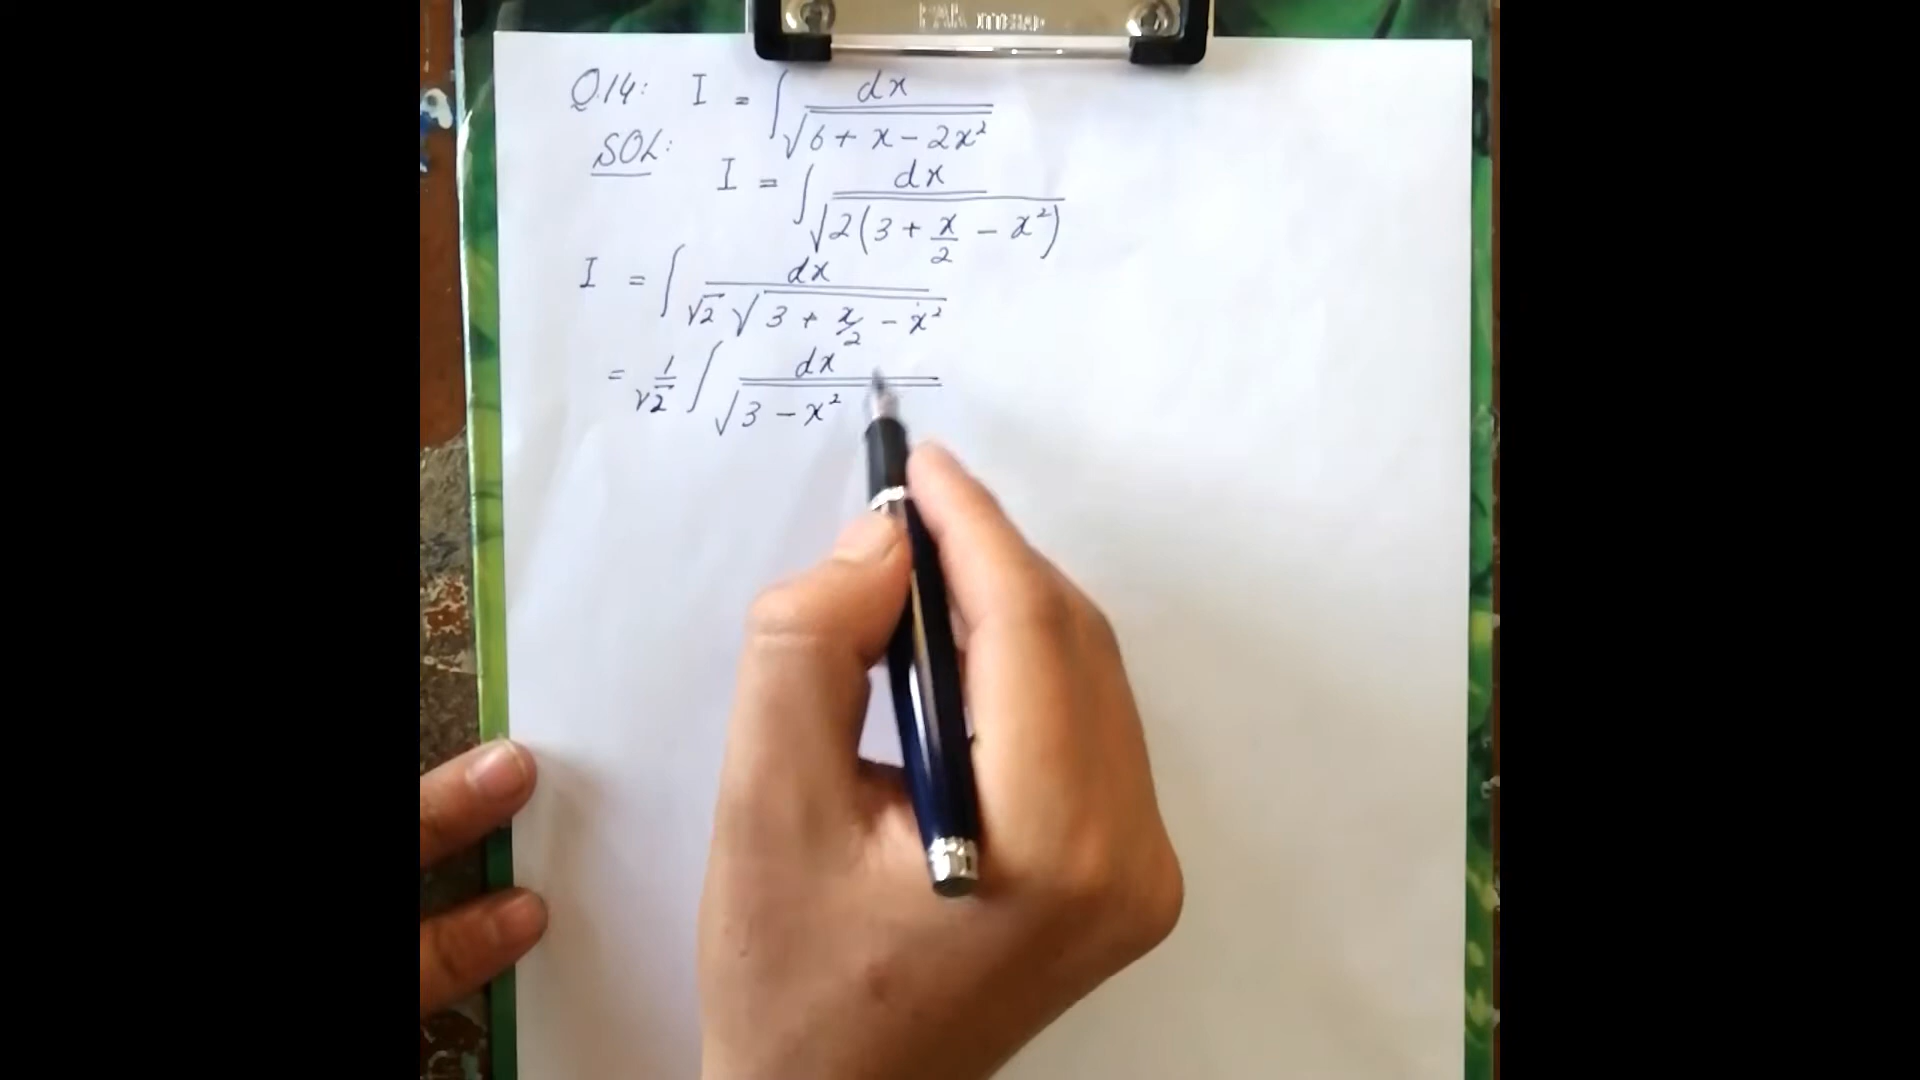 Q.14: I = ∫ dx / √(6 + x − 2x²)
SOL:
I = ∫ dx / √(2(3 + x/2 − x²))
I = ∫ dx / (√2 √(3 + x/2 − x²))
= 1/√2 ∫ dx / √(3 − x²